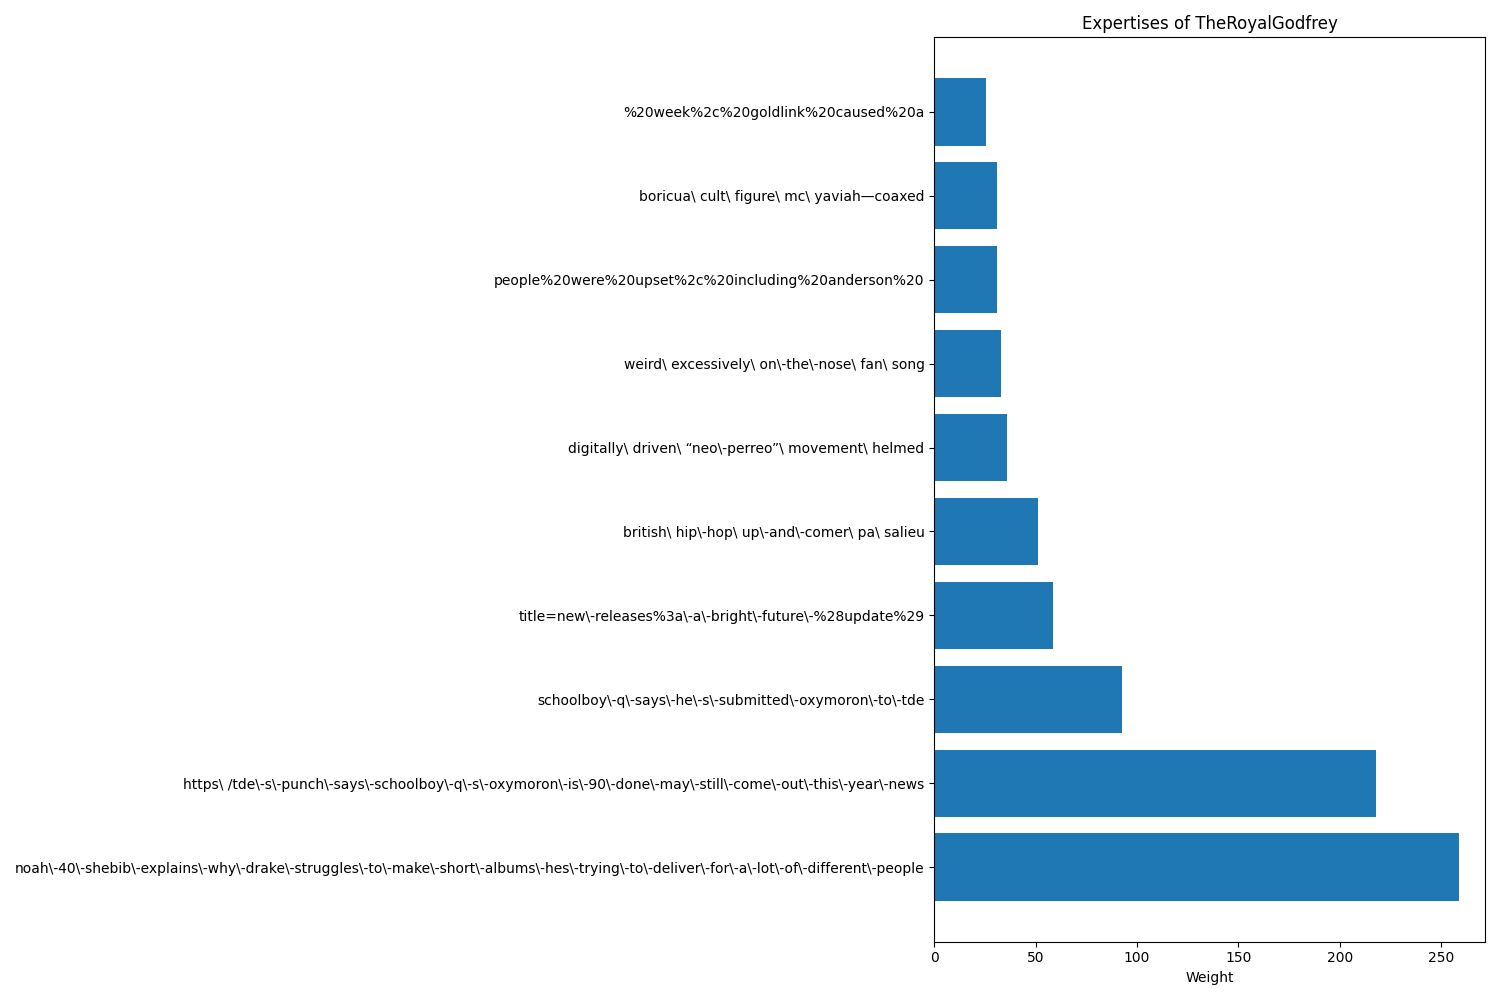 Expertises of TheRoyalGodfrey
%20week%2c%20goldlink%20caused%20a
boricua\ cult\ figure\ mc\ yaviah—coaxed
people%20were%20upset%2c%20including%20anderson%20
weird\ excessively\ on\-the\-nose\ fan\ song
digitally\ driven\ “neo\-perreo”\ movement\ helmed
british\ hip\-hop\ up\-and\-comer\ pa\ salieu
title=new\-releases%3a\-a\-bright\-future\-%28update%29
schoolboy\-q\-says\-he\-s\-submitted\-oxymoron\-to\-tde
https\ /tde\-s\-punch\-says\-schoolboy\-q\-s\-oxymoron\-is\-90\-done\-may\-still\-come\-out\-this\-year\-news
noah\-40\-shebib\-explains\-why\-drake\-struggles\-to\-make\-short\-albums\-hes\-trying\-to\-deliver\-for\-a\-lot\-of\-different\-people
0 50 100 150 200 250
Weight